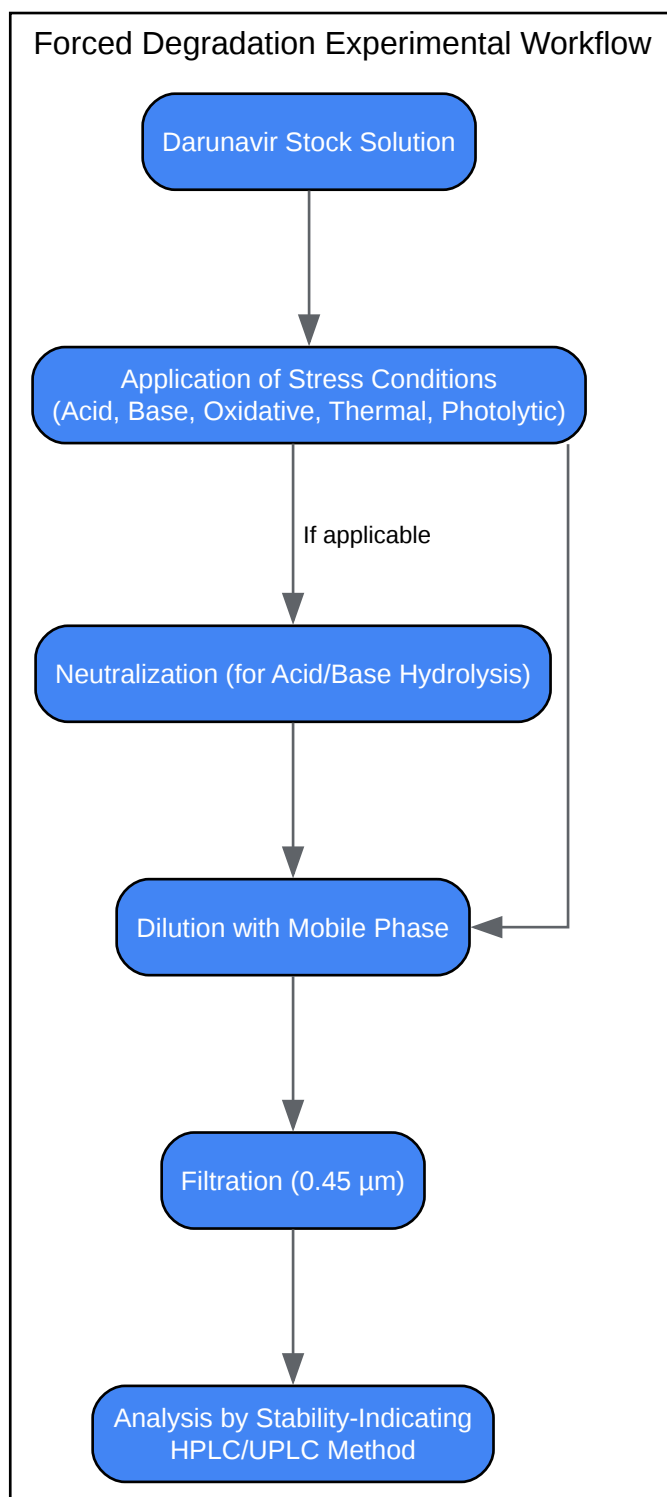 Forced Degradation Experimental Workflow
Darunavir Stock Solution
Application of Stress Conditions
(Acid, Base, Oxidative, Thermal, Photolytic)
If applicable
Neutralization (for Acid/Base Hydrolysis)
Dilution with Mobile Phase
Filtration (0.45 µm)
Analysis by Stability-Indicating
HPLC/UPLC Method